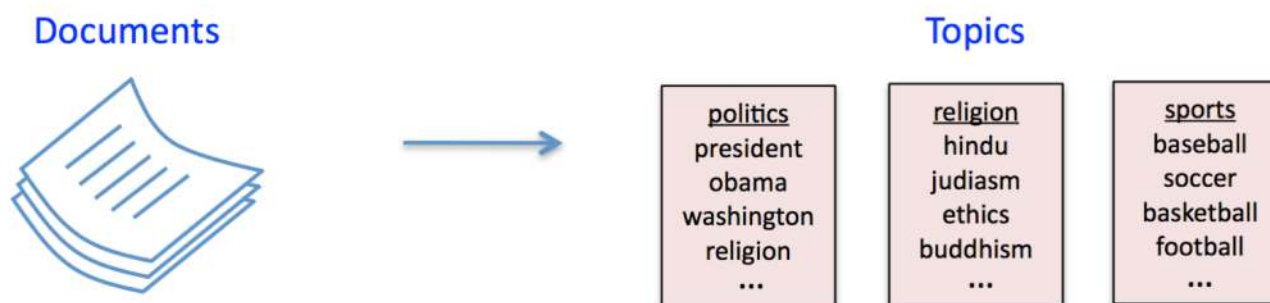 Documents
Topics
politics
president
obama
washington
religion
...
religion
hindu
judiasm
ethics
buddhism
...
sports
baseball
soccer
basketball
football
...